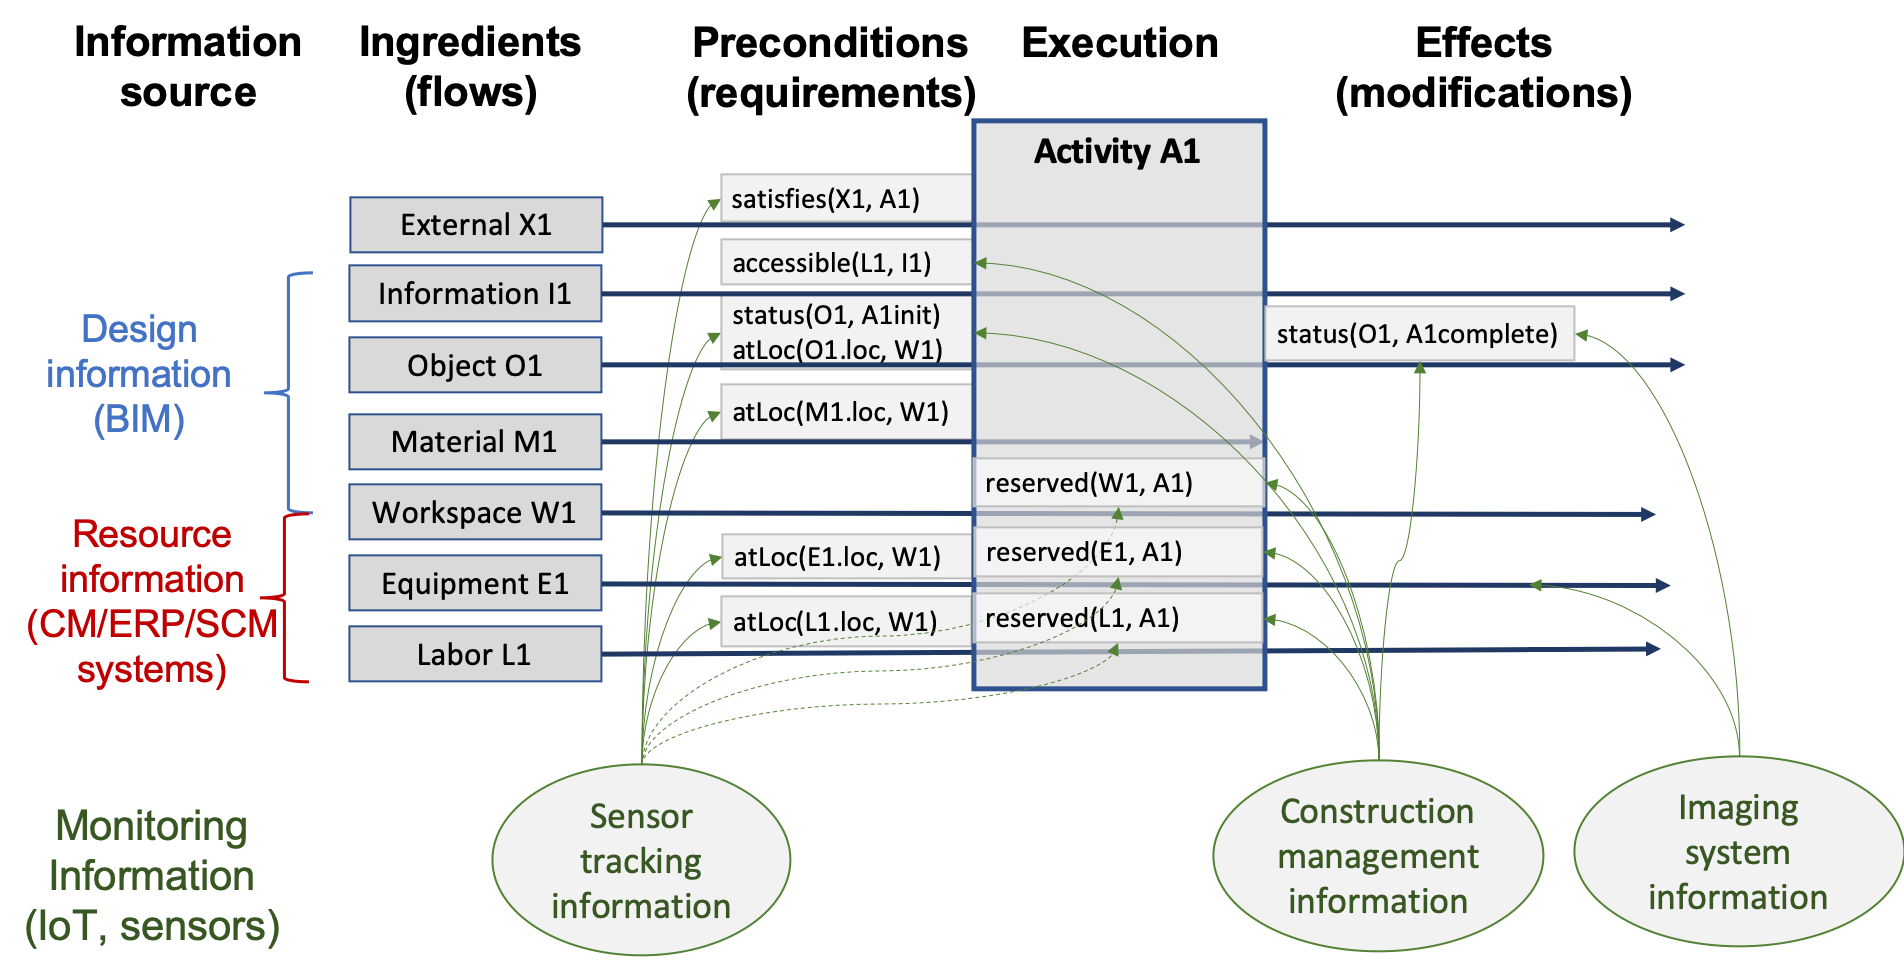 Information
source
Ingredients
(flows)
Preconditions
(requirements)
Execution
Effects
(modifications)
Activity A1
satisfies(X1, A1)
External X1
accessible(L1, I1)
Information I1
status(O1, A1init)
atLoc(O1.loc, W1)
status(O1, A1complete)
Object O1
Design
information
(BIM)
atLoc(M1.loc, W1)
Material M1
reserved(W1, A1)
Workspace W1
Resource
information
(CM/ERP/SCM
systems)
atLoc(E1.loc, W1)
reserved(E1, A1)
Equipment E1
atLoc(L1.loc, W1)
reserved(L1, A1)
Labor L1
Monitoring
Information
(IoT, sensors)
Sensor
tracking
information
Construction
management
information
Imaging
system
information